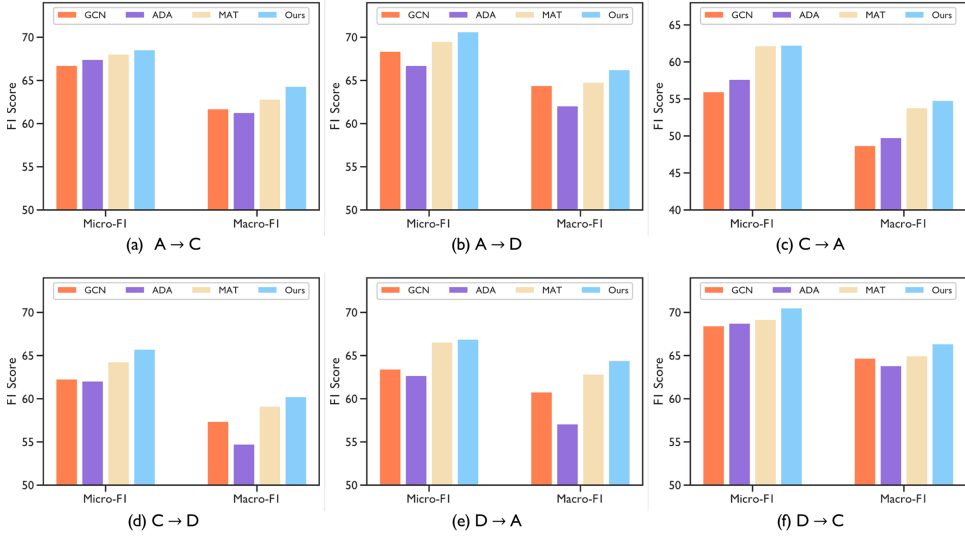 GCN ADA MAT Ours
70
65
60
55
50
F1 Score
Micro-F1 Macro-F1
(a) A → C
GCN ADA MAT Ours
70
65
60
55
50
F1 Score
Micro-F1 Macro-F1
(b) A → D
GCN ADA MAT Ours
65
60
55
50
45
40
F1 Score
Micro-F1 Macro-F1
(c) C → A
GCN ADA MAT Ours
70
65
60
55
50
F1 Score
Micro-F1 Macro-F1
(d) C → D
GCN ADA MAT Ours
70
65
60
55
50
F1 Score
Micro-F1 Macro-F1
(e) D → A
GCN ADA MAT Ours
70
65
60
55
50
F1 Score
Micro-F1 Macro-F1
(f) D → C